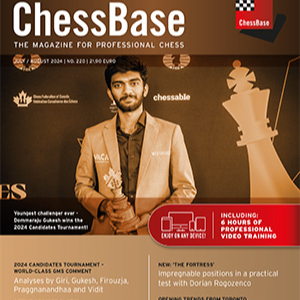 ChessBase
ChessBase
THE MAGAZINE FOR PROFESSIONAL CHESS
JULY / AUGUST 2024 | NO. 220 | 21,90 EURO
chessable
Youngest challenger ever -
Dommaraju Gukesh wins the
2024 Candidates Tournament!
ES
ENJOY ON ANY DEVICE!
INCLUDING:
6 HOURS OF
PROFESSIONAL
VIDEO TRAINING
2024 CANDIDATES TOURNAMENT •
WORLD-CLASS GMS COMMENT
Analyses by Giri, Gukesh, Firouzja,
Praggnanandhaa and Vidit
NEW: 'THE FORTRESS'
Impregnable positions in a practical
test with Dorian Rogozenco
OPENING TRENDS FROM TORONTO